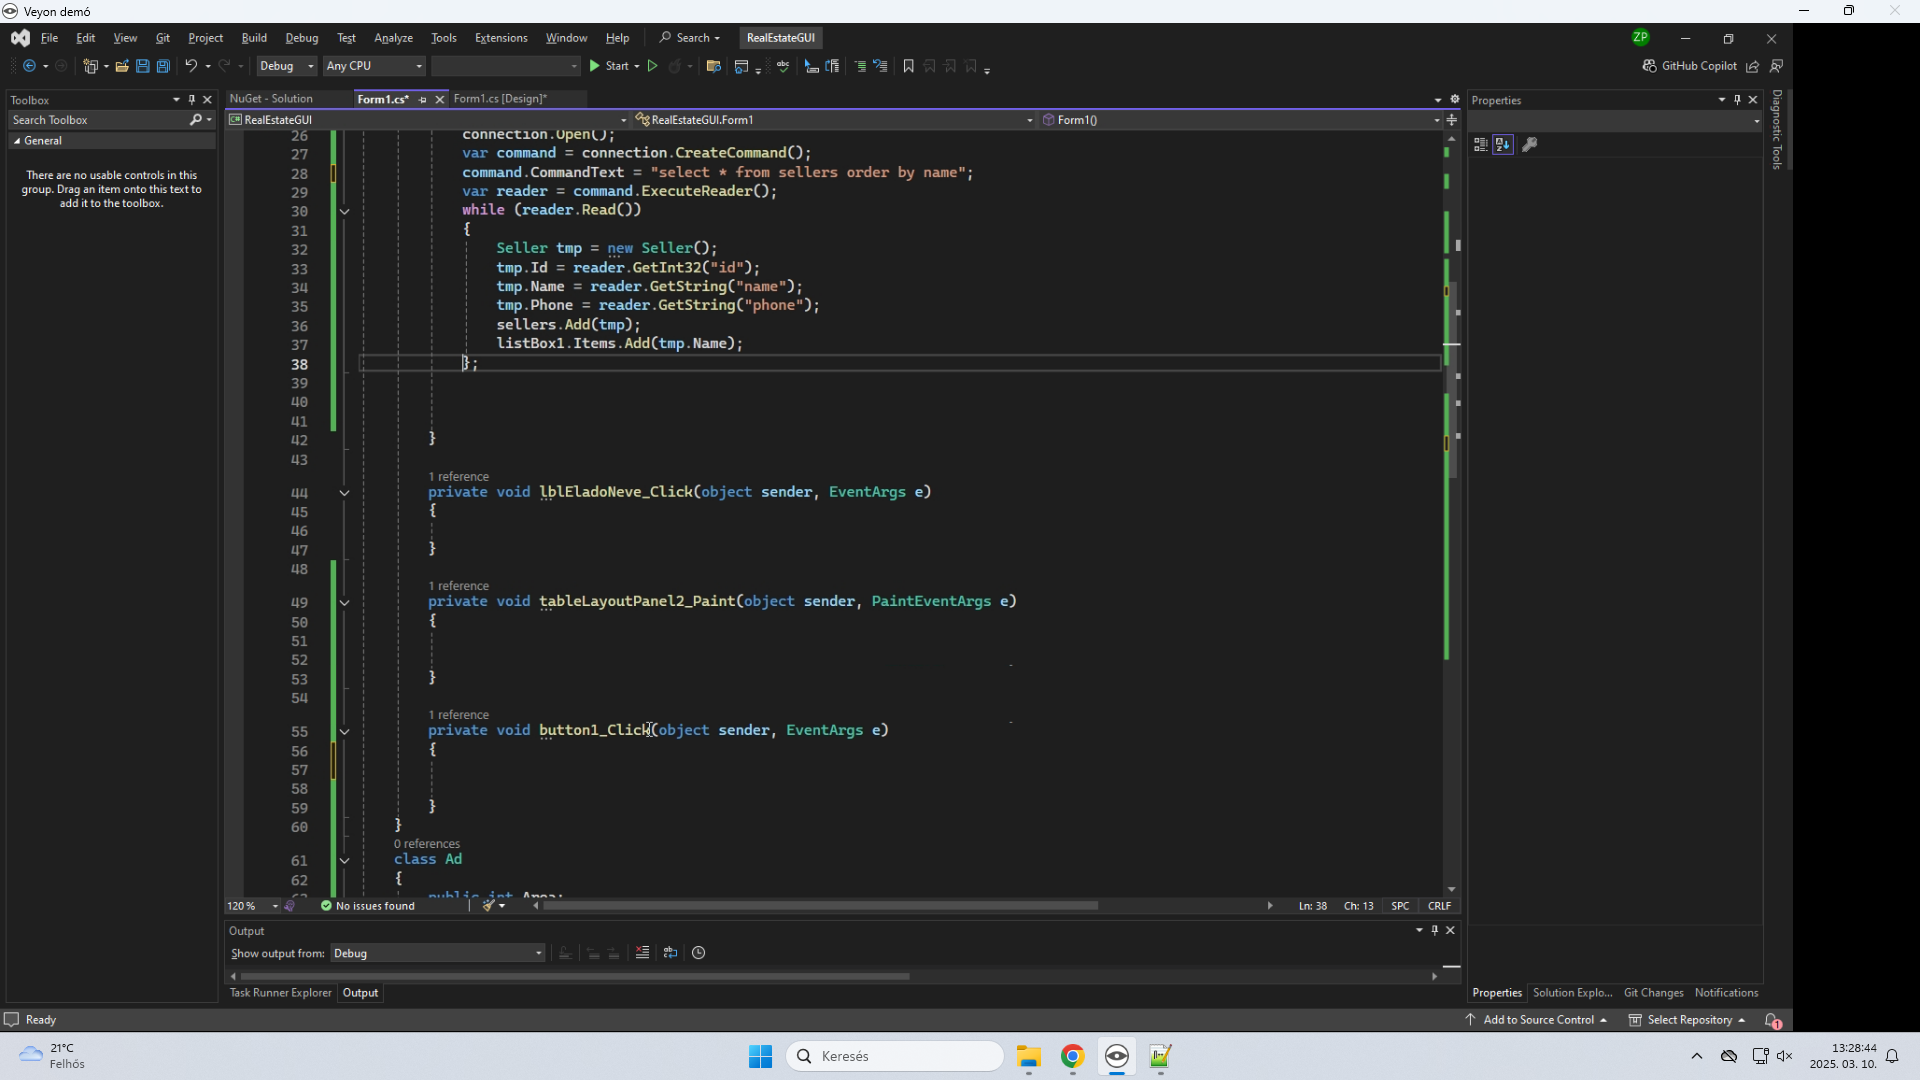 Veyon demó
File Edit View Git Project Build Debug Test Analyze Tools Extensions Window Help Search RealEstateGUI ZP
Debug Any CPU Start GitHub Copilot
Toolbox
Search Toolbox
General
There are no usable controls in this
group. Drag an item onto this text to
add it to the toolbox.
NuGet - Solution Form1.cs* Form1.cs [Design]*
RealEstateGUI RealEstateGUI.Form1 Form1()
26 connection.Open();
27 var command = connection.CreateCommand();
28 command.CommandText = "select * from sellers order by name";
29 var reader = command.ExecuteReader();
30 while (reader.Read())
31 {
32 Seller tmp = new Seller();
33 tmp.Id = reader.GetInt32("id");
34 tmp.Name = reader.GetString("name");
35 tmp.Phone = reader.GetString("phone");
36 sellers.Add(tmp);
37 listBox1.Items.Add(tmp.Name);
38 };
39
40
41
42 }
43
1 reference
44 private void lblEladoNeve_Click(object sender, EventArgs e)
45 {
46
47 }
48
1 reference
49 private void tableLayoutPanel2_Paint(object sender, PaintEventArgs e)
50 {
51
52
53 }
54
1 reference
55 private void button1_Click(object sender, EventArgs e)
56 {
57
58
59 }
60 }
0 references
61 class Ad
62 {
public int Area;
120 % No issues found Ln: 38 Ch: 13 SPC CRLF
Output
Show output from: Debug
Task Runner Explorer Output
Properties
Diagnostic Tools
Properties Solution Explo... Git Changes Notifications
Ready Add to Source Control Select Repository 1
21°C
Felhős
Keresés
13:28:44
2025. 03. 10.